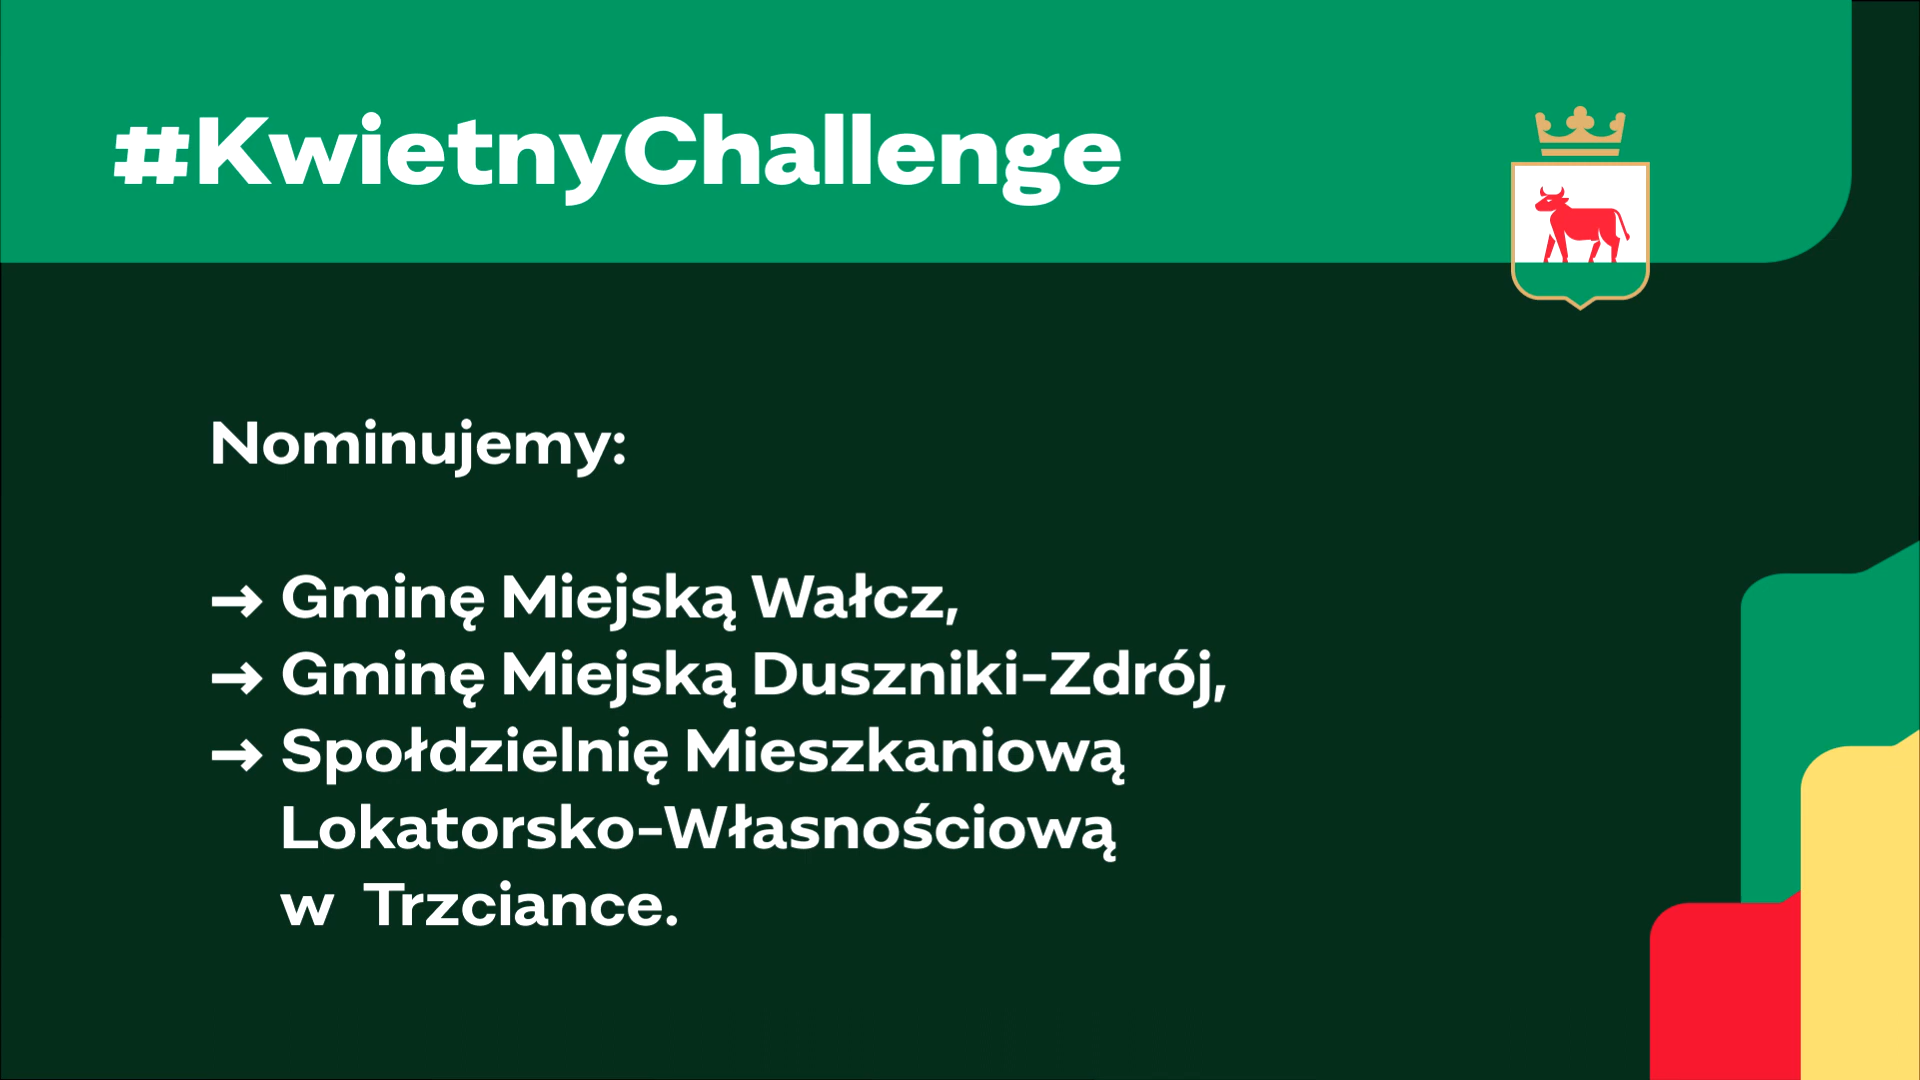 #KwietnyChallenge
Nominujemy:
→ Gminę Miejską Wałcz,
→ Gminę Miejską Duszniki-Zdrój,
→ Społdzielnię Mieszkaniową
Lokatorsko-Własnościową
w Trzciance.